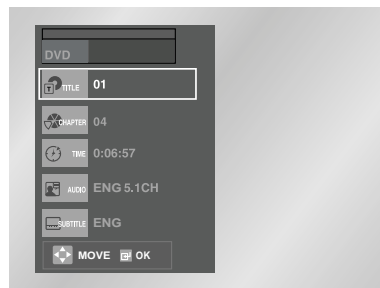 DVD
TITLE 01
CHAPTER 04
TIME 0:06:57
AUDIO ENG 5.1CH
SUBTITLE ENG
MOVE OK